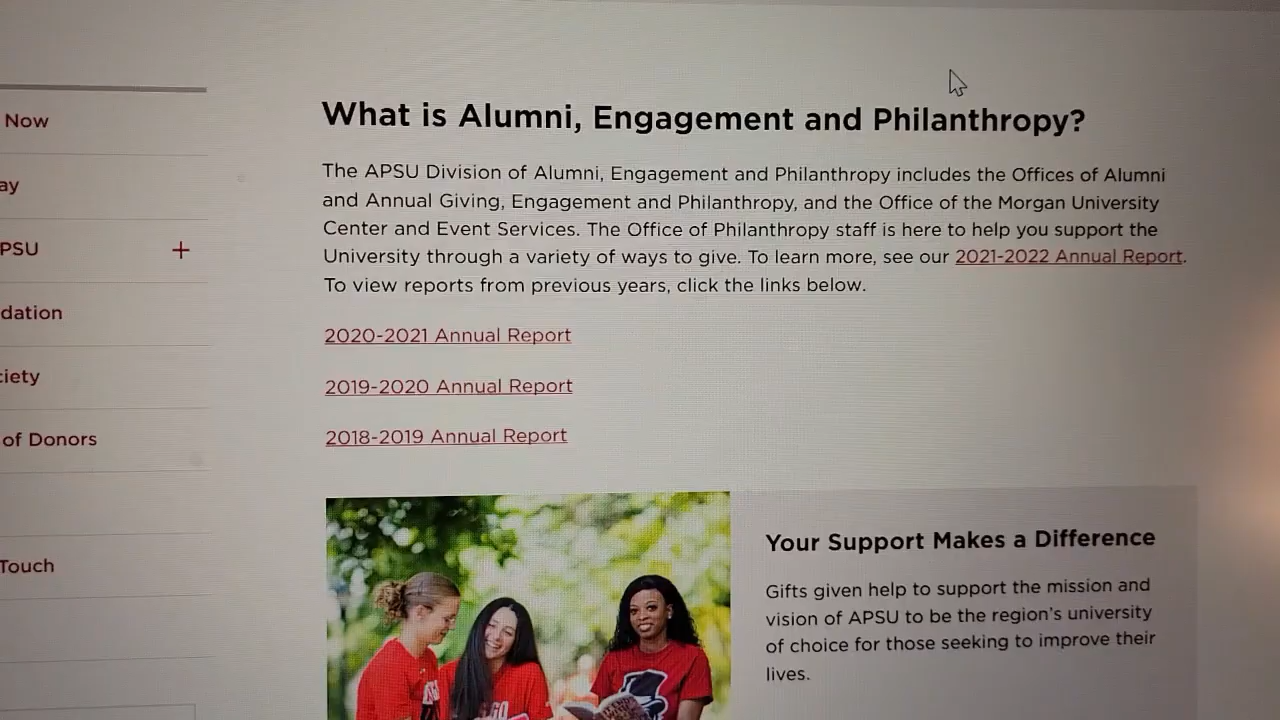 Now
ay
PSU +
dation
ciety
of Donors
Touch
What is Alumni, Engagement and Philanthropy?
The APSU Division of Alumni, Engagement and Philanthropy includes the Offices of Alumni
and Annual Giving, Engagement and Philanthropy, and the Office of the Morgan University
Center and Event Services. The Office of Philanthropy staff is here to help you support the
University through a variety of ways to give. To learn more, see our 2021-2022 Annual Report.
To view reports from previous years, click the links below.
2020-2021 Annual Report
2019-2020 Annual Report
2018-2019 Annual Report
Your Support Makes a Difference
Gifts given help to support the mission and
vision of APSU to be the region's university
of choice for those seeking to improve their
lives.